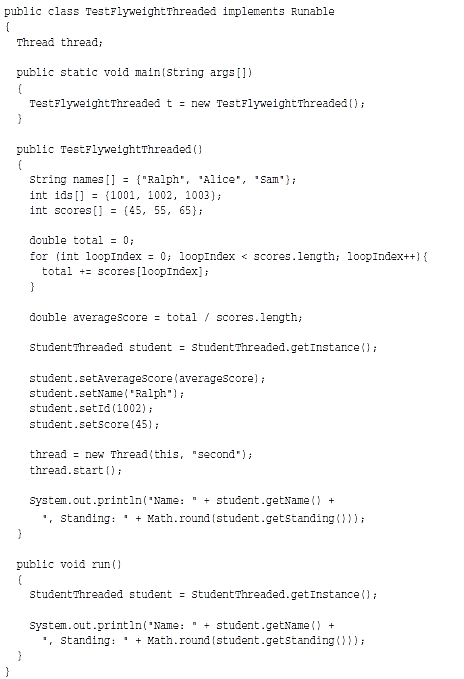 public class TestFlyweightThreaded implements Runable
{
  Thread thread;

  public static void main(String args[])
  {
    TestFlyweightThreaded t = new TestFlyweightThreaded();
  }

  public TestFlyweightThreaded()
  {
    String names[] = {"Ralph", "Alice", "Sam"};
    int ids[] = {1001, 1002, 1003};
    int scores[] = {45, 55, 65};

    double total = 0;
    for (int loopIndex = 0; loopIndex < scores.length; loopIndex++){
      total += scores[loopIndex];
    }

    double averageScore = total / scores.length;

    StudentThreaded student = StudentThreaded.getInstance();

    student.setAverageScore(averageScore);
    student.setName("Ralph");
    student.setId(1002);
    student.setScore(45);

    thread = new Thread(this, "second");
    thread.start();

    System.out.println("Name: " + student.getName() +
      ", Standing: " + Math.round(student.getStanding()));
  }

  public void run()
  {
    StudentThreaded student = StudentThreaded.getInstance();

    System.out.println("Name: " + student.getName() +
      ", Standing: " + Math.round(student.getStanding()));
  }
}